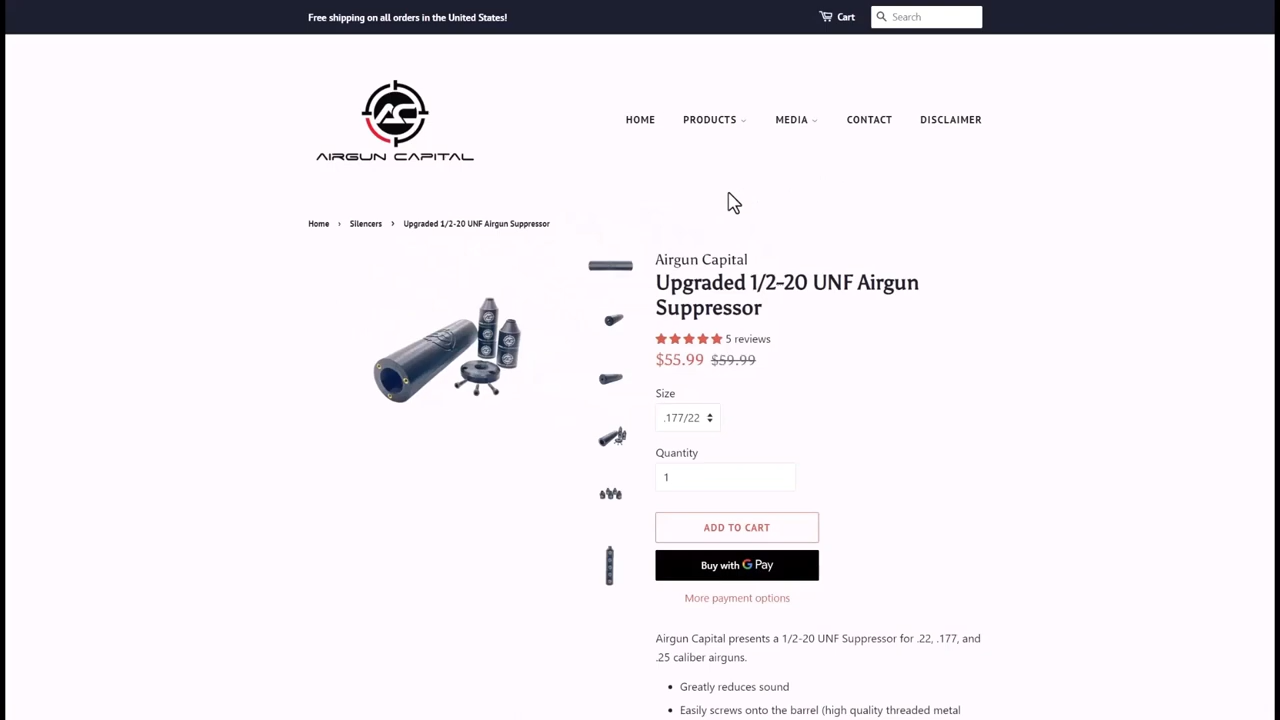 Free shipping on all orders in the United States!
Cart
Search
AC
AIRGUN CAPITAL
HOME
PRODUCTS
MEDIA
CONTACT
DISCLAIMER
Home › Silencers › Upgraded 1/2-20 UNF Airgun Suppressor
Airgun Capital
Upgraded 1/2-20 UNF Airgun
Suppressor
5 reviews
$55.99 $59.99
Size
.177/22
Quantity
1
ADD TO CART
Buy with G Pay
More payment options
Airgun Capital presents a 1/2-20 UNF Suppressor for .22, .177, and
.25 caliber airguns.
• Greatly reduces sound
• Easily screws onto the barrel (high quality threaded metal